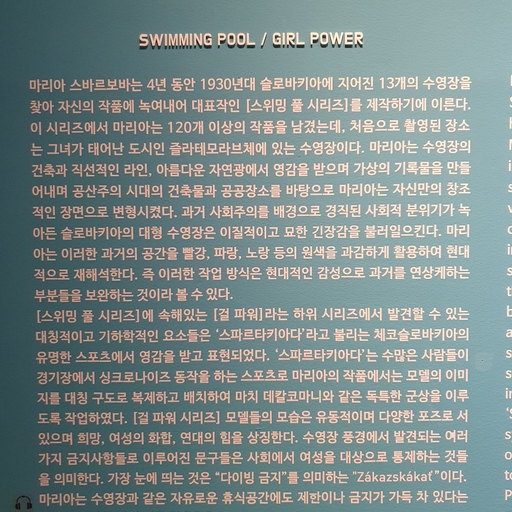 SWIMMING POOL / GIRL POWER
마리아 스바르보바는 4년 동안 1930년대 슬로바키아에 지어진 13개의 수영장을
찾아 자신의 작품에 녹여내어 대표작인 [스위밍 풀 시리즈]를 제작하기에 이른다.
이 시리즈에서 마리아는 120개 이상의 작품을 남겼는데, 처음으로 촬영된 장소
는 그녀가 태어난 도시인 즐라테모라브체에 있는 수영장이다. 마리아는 수영장의
건축과 직선적인 라인, 아름다운 자연광에서 영감을 받으며 가상의 기록물을 만들
어내며 공산주의 시대의 건축물과 공공장소를 바탕으로 마리아는 자신만의 창조
적인 장면으로 변형시켰다. 과거 사회주의를 배경으로 경직된 사회적 분위기가 녹
아든 슬로바키아의 대형 수영장은 이질적이고 묘한 긴장감을 불러일으킨다. 마리
아는 이러한 과거의 공간을 빨강, 파랑, 노랑 등의 원색을 과감하게 활용하여 현대
적으로 재해석한다. 즉 이러한 작업 방식은 현대적인 감성으로 과거를 연상케하는
부분들을 보완하는 것이라 볼 수 있다.
[스위밍 풀 시리즈]에 속해있는 [걸 파워]라는 하위 시리즈에서 발견할 수 있는
대칭적이고 기하학적인 요소들은 '스파르타키아다'라고 불리는 체코슬로바키아의
유명한 스포츠에서 영감을 받고 표현되었다. '스파르타키아다'는 수많은 사람들이
경기장에서 싱크로나이즈 동작을 하는 스포츠로 마리아의 작품에서는 모델의 이미
지를 대칭 구도로 복제하고 배치하여 마치 데칼코마니와 같은 독특한 군상을 이루
도록 작업하였다. [걸 파워 시리즈] 모델들의 모습은 유동적이며 다양한 포즈로 서
있으며 희망, 여성의 화합, 연대의 힘을 상징한다. 수영장 풍경에서 발견되는 여러
가지 금지사항들로 이루어진 문구들은 사회에서 여성을 대상으로 통제하는 것들
을 의미한다. 가장 눈에 띄는 것은 "다이빙 금지"를 의미하는 "Zákazskákať"이다.
마리아는 수영장과 같은 자유로운 휴식공간에도 제한이나 금지가 가득 차 있다는